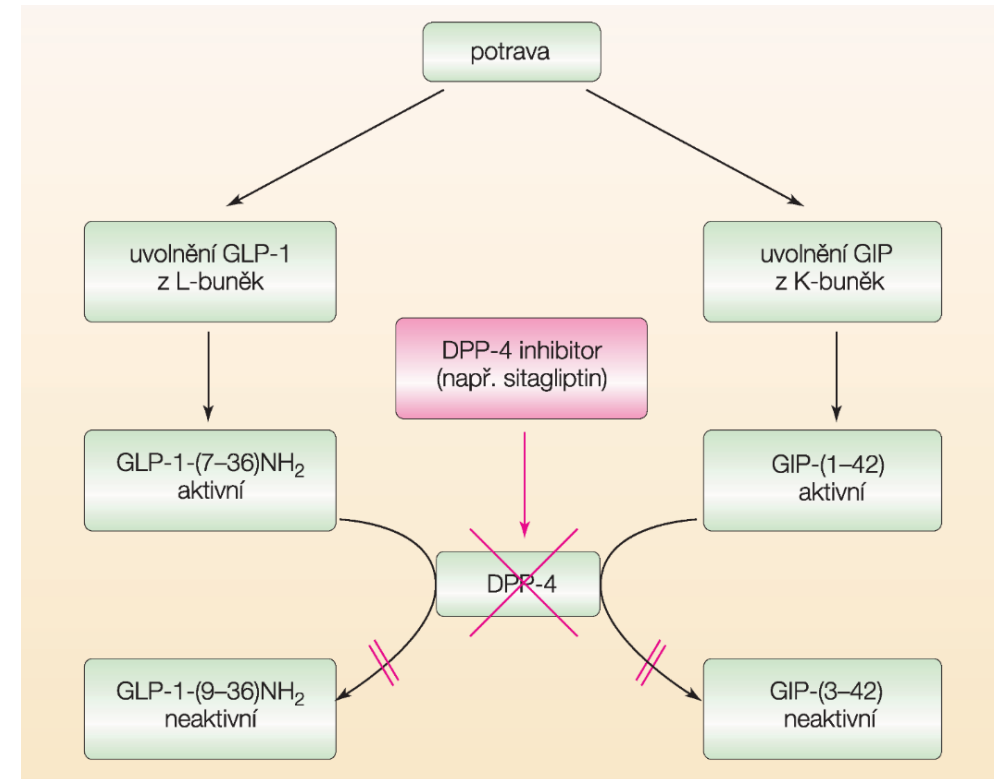 potrava
uvolnění GLP-1
z L-buněk
uvolnění GIP
z K-buněk
DPP-4 inhibitor
(např. sitagliptin)
GLP-1-(7–36)NH₂
aktivní
GIP-(1–42)
aktivní
DPP-4
GLP-1-(9–36)NH₂
neaktivní
GIP-(3–42)
neaktivní